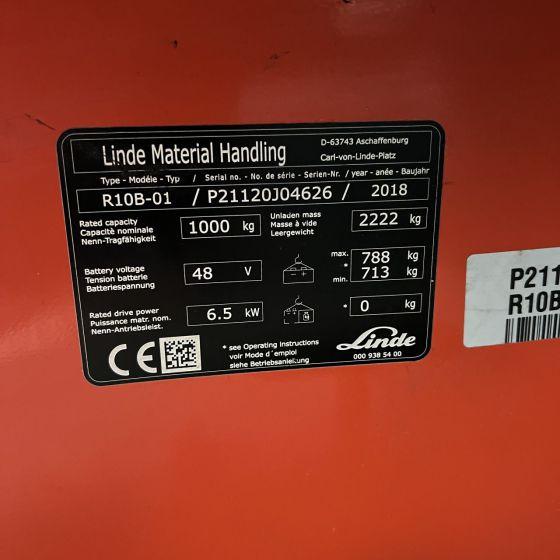 Linde Material Handling
D-63743 Aschaffenburg
Carl-von-Linde-Platz
Type - Modèle - Typ / Serial no. - No. de série - Serien-Nr. / year - année - Baujahr
R10B-01 / P21120J04626 / 2018
Rated capacity
Capacité nominale
Nenn-Tragfähigkeit
1000 kg
Unladen mass
Masse à vide
Leergewicht
2222 kg
Battery voltage
Tension batterie
Batteriespannung
48 V
max. 788 kg
*
min. 713 kg
Rated drive power
Puissance matr. nom.
Nenn-Antriebsleist.
6.5 kW
* 0 kg
CE
* see Operating Instructions
voir Mode d´emploi
siehe Betriebsanleitung
Linde
000 938 54 00
P211
R10B